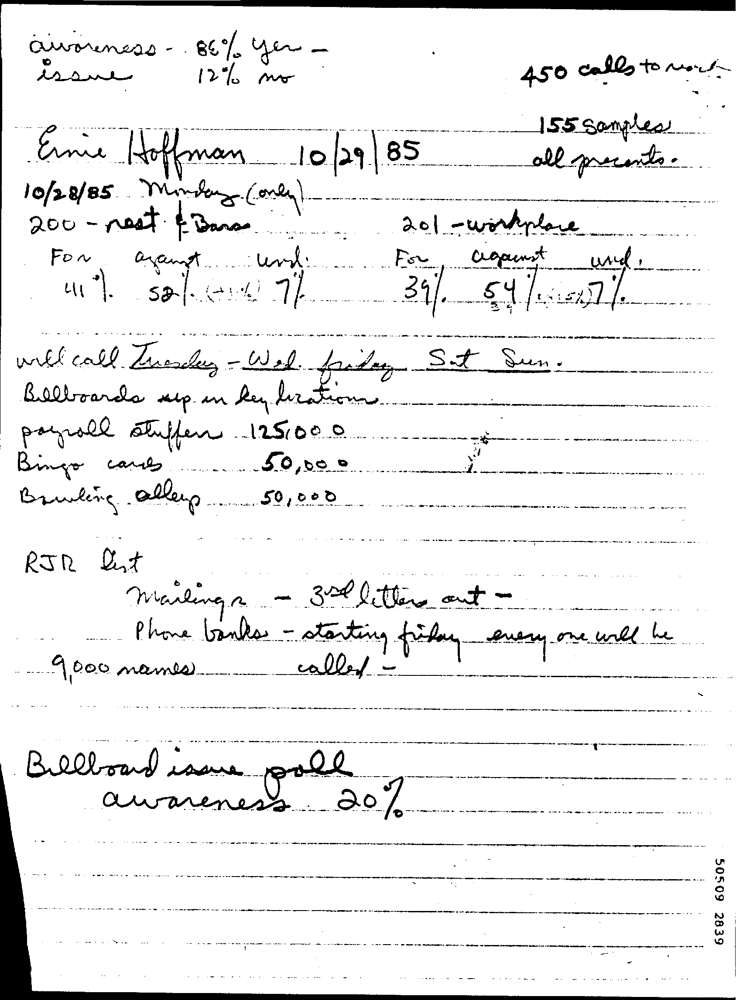 awareness - 86% yes -
issue 12% no
450 calls to reach
155 samples
all precincts.
Ernie Hoffman 10/29/85
10/28/85 Monday (only)
200 - rest & Bars 201 - workplace
For against und. For against und.
41%. 52%. 7% 39%. 54% 7%.
will call Tuesday - Wed. friday Sat Sun.
Billboards up in key locations
payroll stuffers 125,000
Bingo cards 50,000
Bowling alleys 50,000
RJR list
mailings - 3rd letters out -
Phone banks - starting friday every one will be
9,000 names called -
Billboard issue poll
awareness 20%
50509 2839